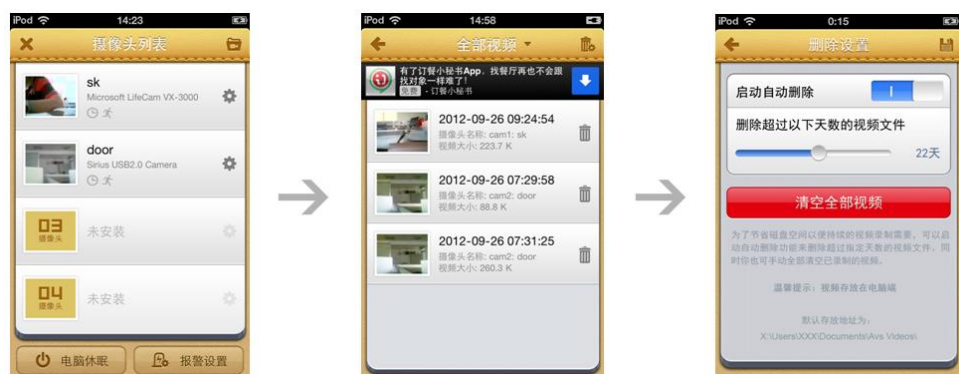 iPod 14:23
摄像头列表
sk
Microsoft LifeCam VX-3000
door
Sirius USB2.0 Camera
03
摄像头
未安装
04
摄像头
未安装
电脑休眠
报警设置
iPod 14:58
全部视频
有了订餐小秘书App，找餐厅再也不会跟
找对象一样难了！
免费 - 订餐小秘书
2012-09-26 09:24:54
摄像头名称: cam1: sk
视频大小: 223.7 K
2012-09-26 07:29:58
摄像头名称: cam2: door
视频大小: 88.8 K
2012-09-26 07:31:25
摄像头名称: cam2: door
视频大小: 260.3 K
iPod 0:15
删除设置
启动自动删除
删除超过以下天数的视频文件
22天
清空全部视频
为了节省磁盘空间以便持续的视频录制需要，可以启
动自动删除功能来删除超过指定天数的视频文件。同
时你也可手动全部清空已录制的视频。
温馨提示：视频存放在电脑端
默认存放地址为：
X:\Users\XXX\Documents\Avs Videos\